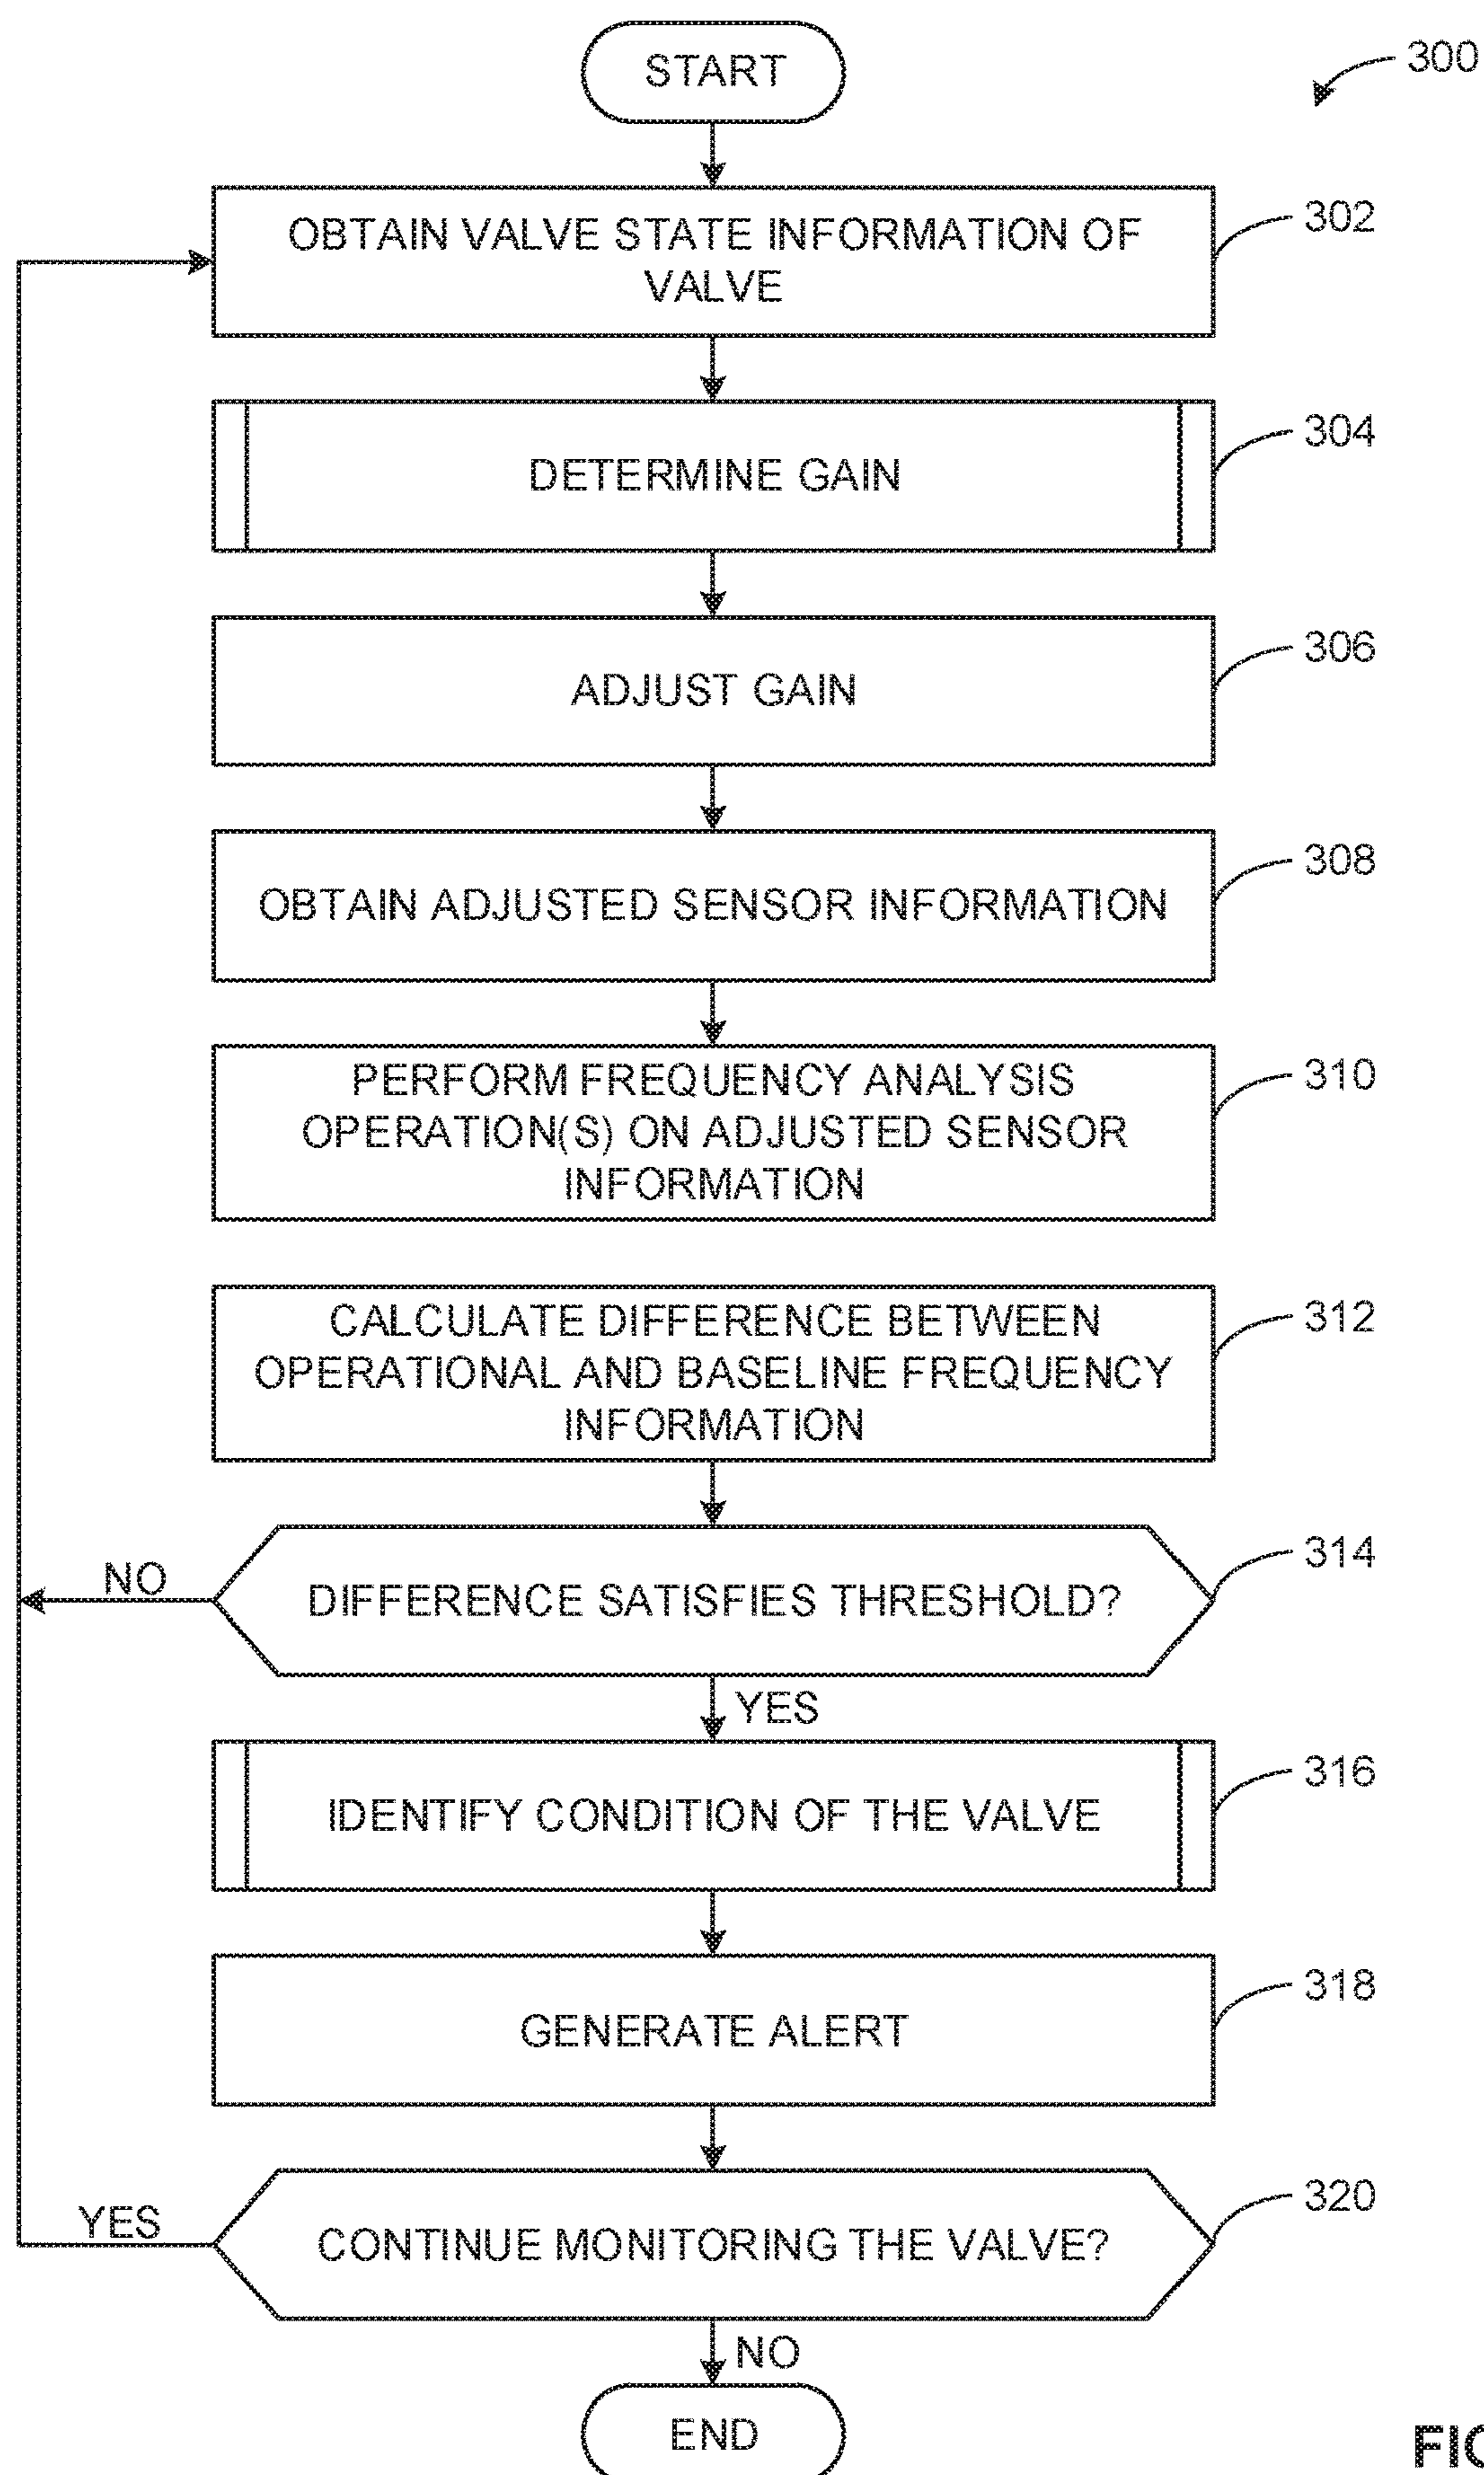 START
300
OBTAIN VALVE STATE INFORMATION OF
VALVE
302
DETERMINE GAIN
304
ADJUST GAIN
306
OBTAIN ADJUSTED SENSOR INFORMATION
308
PERFORM FREQUENCY ANALYSIS
OPERATION(S) ON ADJUSTED SENSOR
INFORMATION
310
CALCULATE DIFFERENCE BETWEEN
OPERATIONAL AND BASELINE FREQUENCY
INFORMATION
312
NO
DIFFERENCE SATISFIES THRESHOLD?
314
YES
IDENTIFY CONDITION OF THE VALVE
316
GENERATE ALERT
318
YES
CONTINUE MONITORING THE VALVE?
320
NO
END